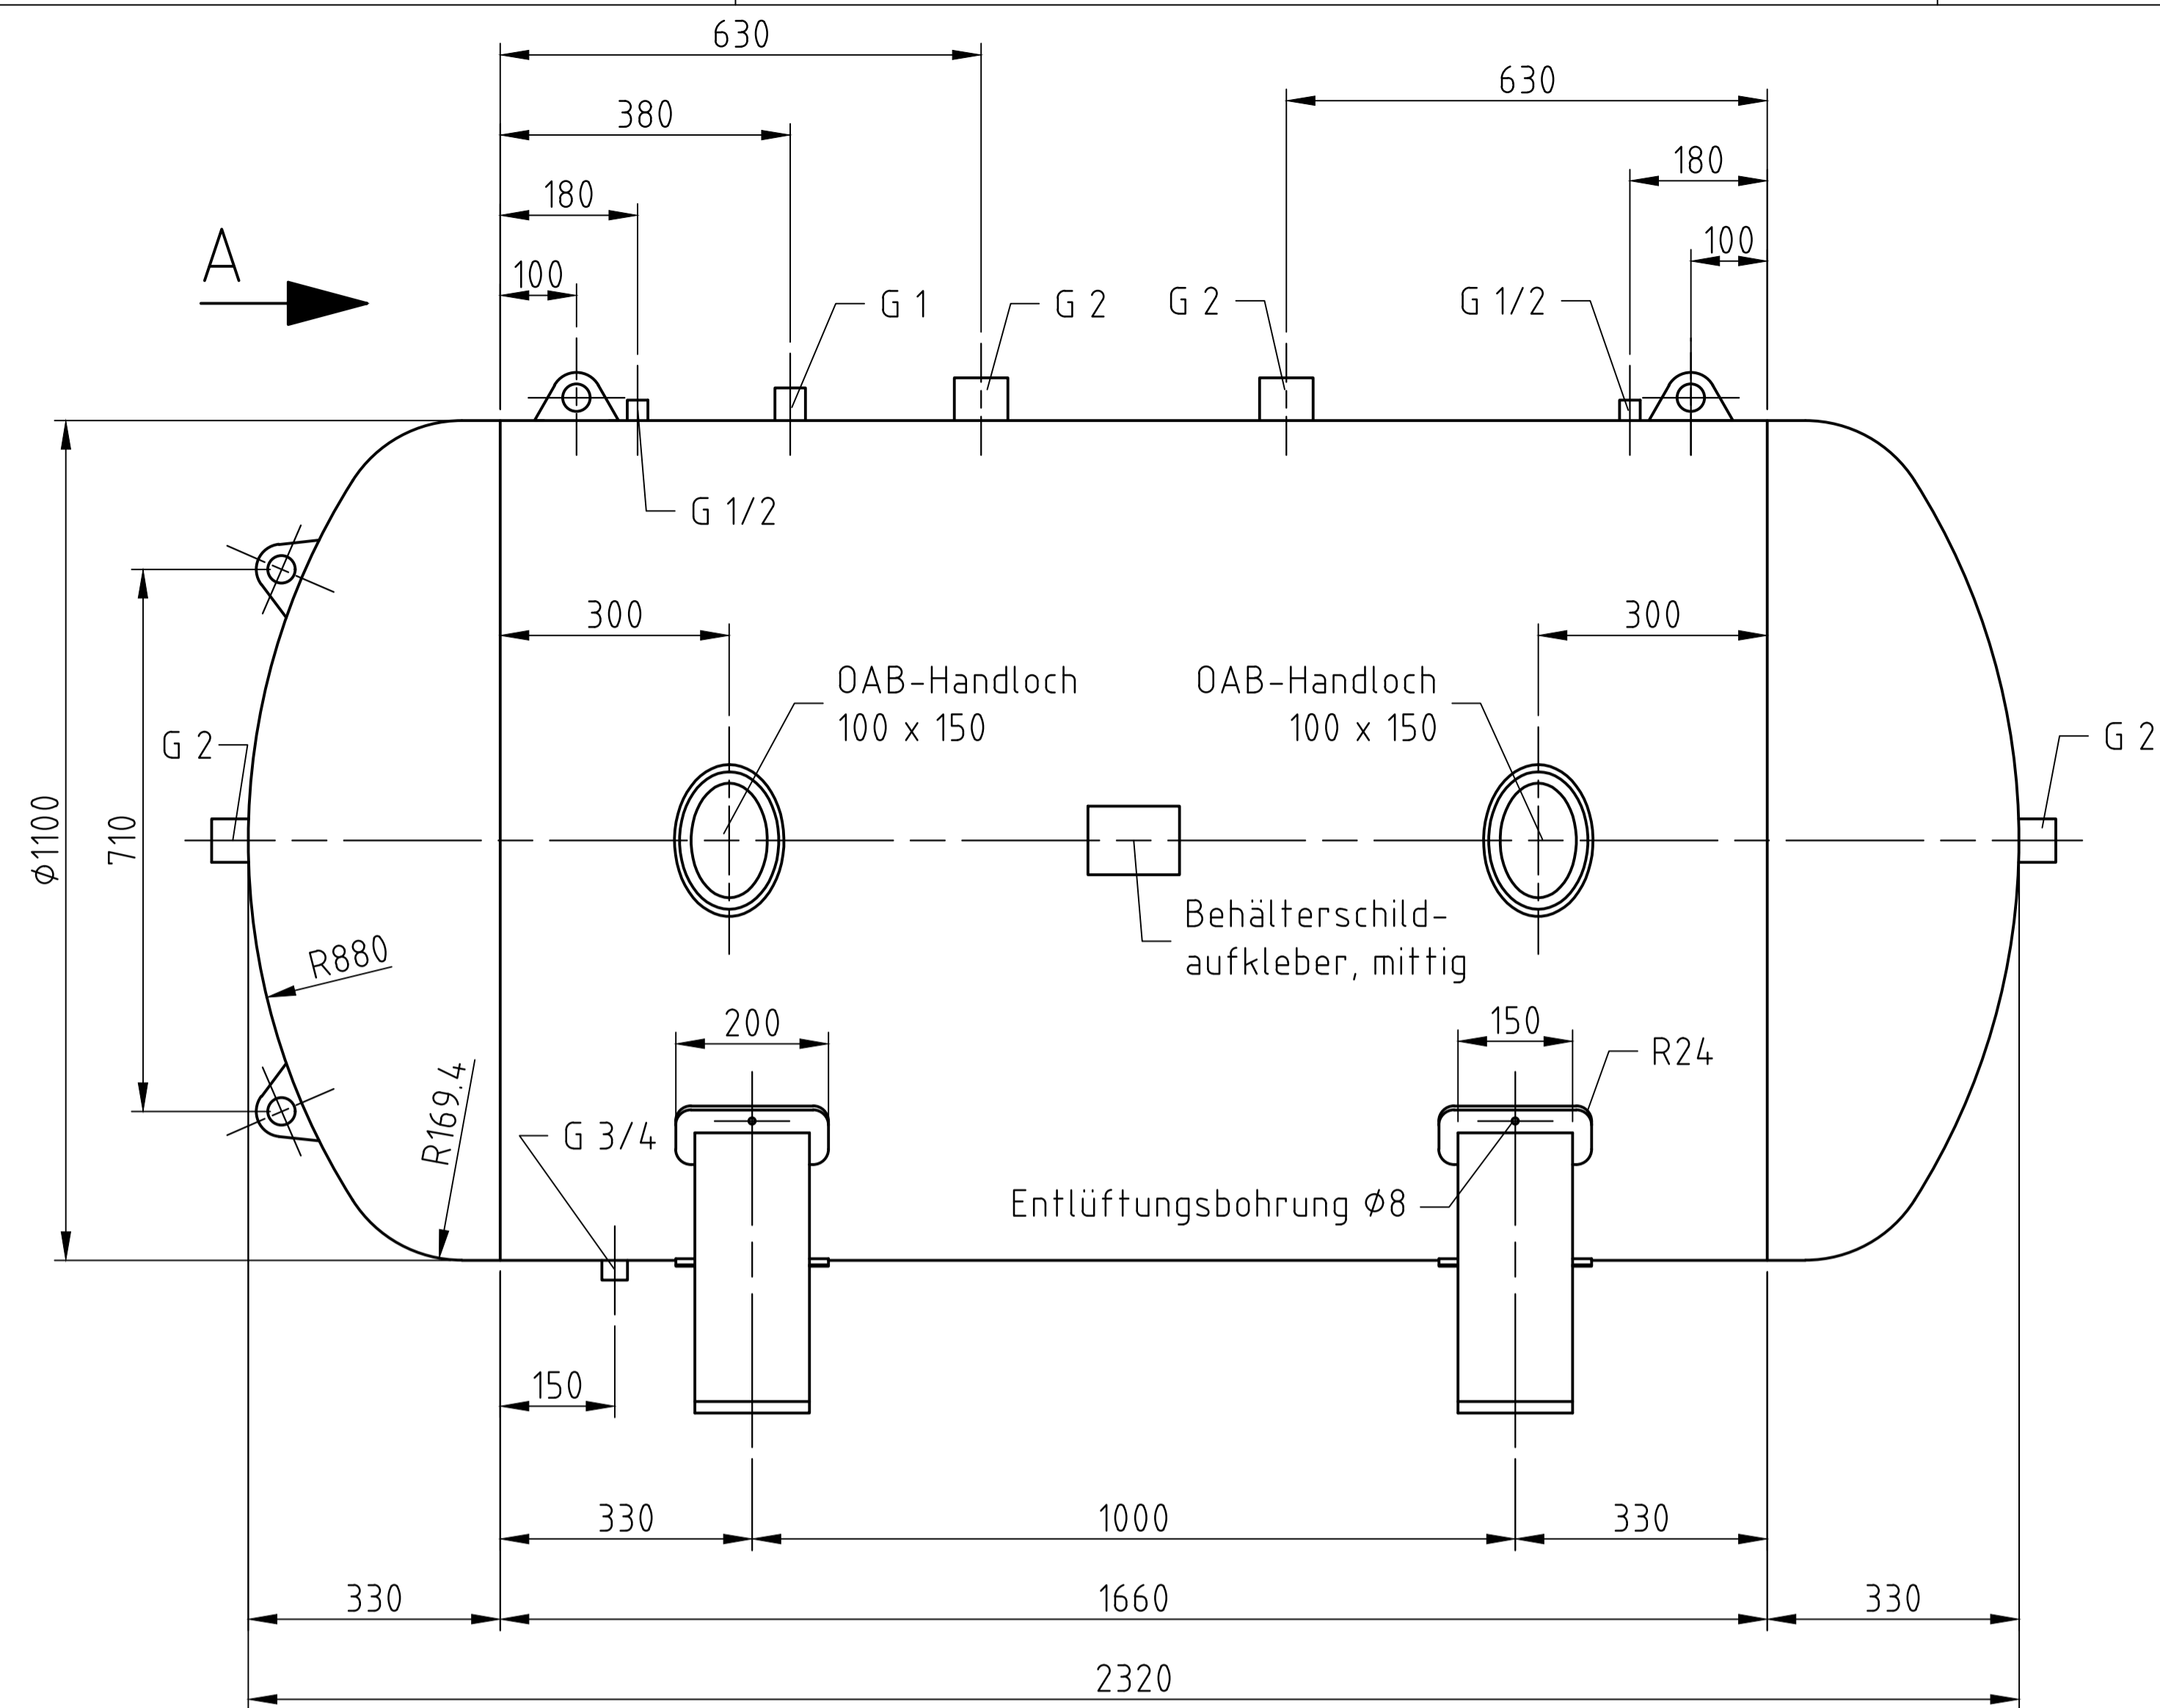 630
630
380
180
180
100
100
A
G 1
G 2
G 2
G 1/2
G 1/2
300
300
OAB-Handloch
100 x 150
OAB-Handloch
100 x 150
G 2
G 2
⌀1100
710
Behälterschild-
aufkleber, mittig
R880
200
150
R24
R169.4
G 3/4
Entlüftungsbohrung ⌀8
150
330
1000
330
330
1660
330
2320